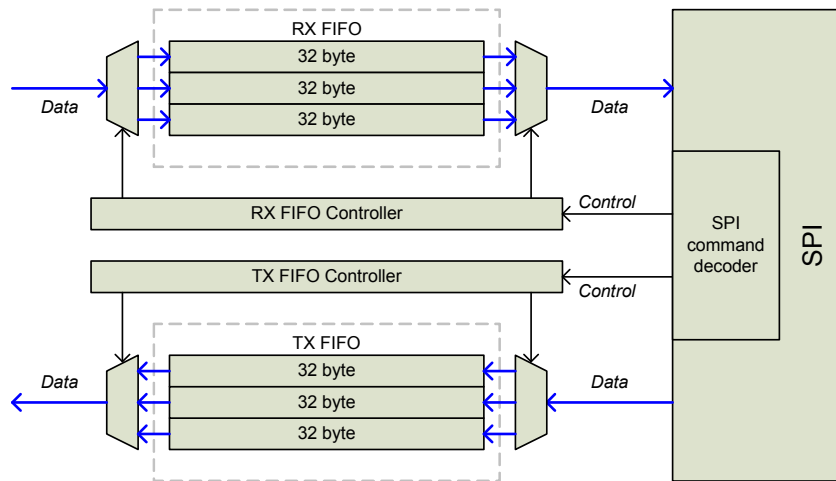 RX FIFO
32 byte
32 byte
32 byte
Data
Data
RX FIFO Controller
Control
SPI
command
decoder
SPI
TX FIFO Controller
Control
TX FIFO
32 byte
32 byte
32 byte
Data
Data